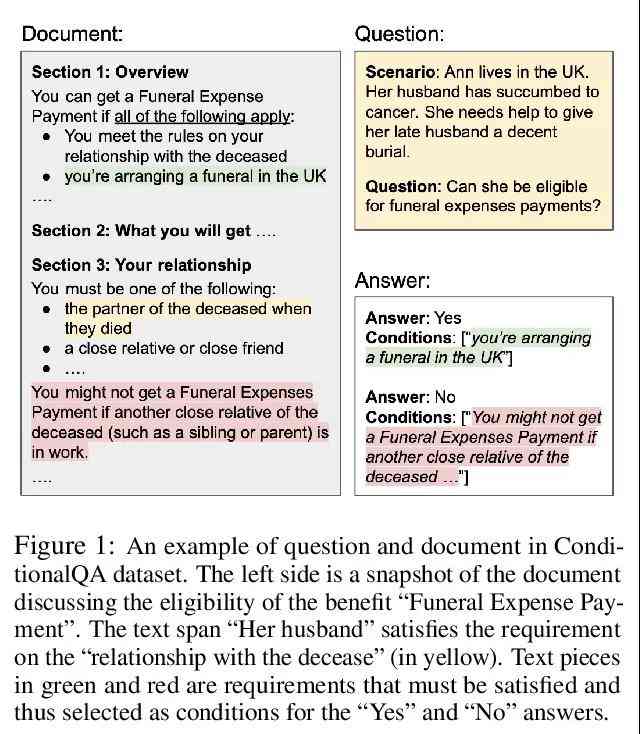 Document:
Section 1: Overview
You can get a Funeral Expense
Payment if all of the following apply:
● You meet the rules on your
relationship with the deceased
● you're arranging a funeral in the UK
....
Section 2: What you will get ....
Section 3: Your relationship
You must be one of the following:
● the partner of the deceased when
they died
● a close relative or close friend
● ....
You might not get a Funeral Expenses
Payment if another close relative of the
deceased (such as a sibling or parent) is
in work.
....
Question:
Scenario: Ann lives in the UK.
Her husband has succumbed to
cancer. She needs help to give
her late husband a decent
burial.
Question: Can she be eligible
for funeral expenses payments?
Answer:
Answer: Yes
Conditions: ["you're arranging
a funeral in the UK"]
Answer: No
Conditions: ["You might not get
a Funeral Expenses Payment if
another close relative of the
deceased …"]
Figure 1: An example of question and document in Condi-
tionalQA dataset. The left side is a snapshot of the document
discussing the eligibility of the benefit “Funeral Expense Pay-
ment”. The text span “Her husband” satisfies the requirement
on the “relationship with the decease” (in yellow). Text pieces
in green and red are requirements that must be satisfied and
thus selected as conditions for the “Yes” and “No” answers.